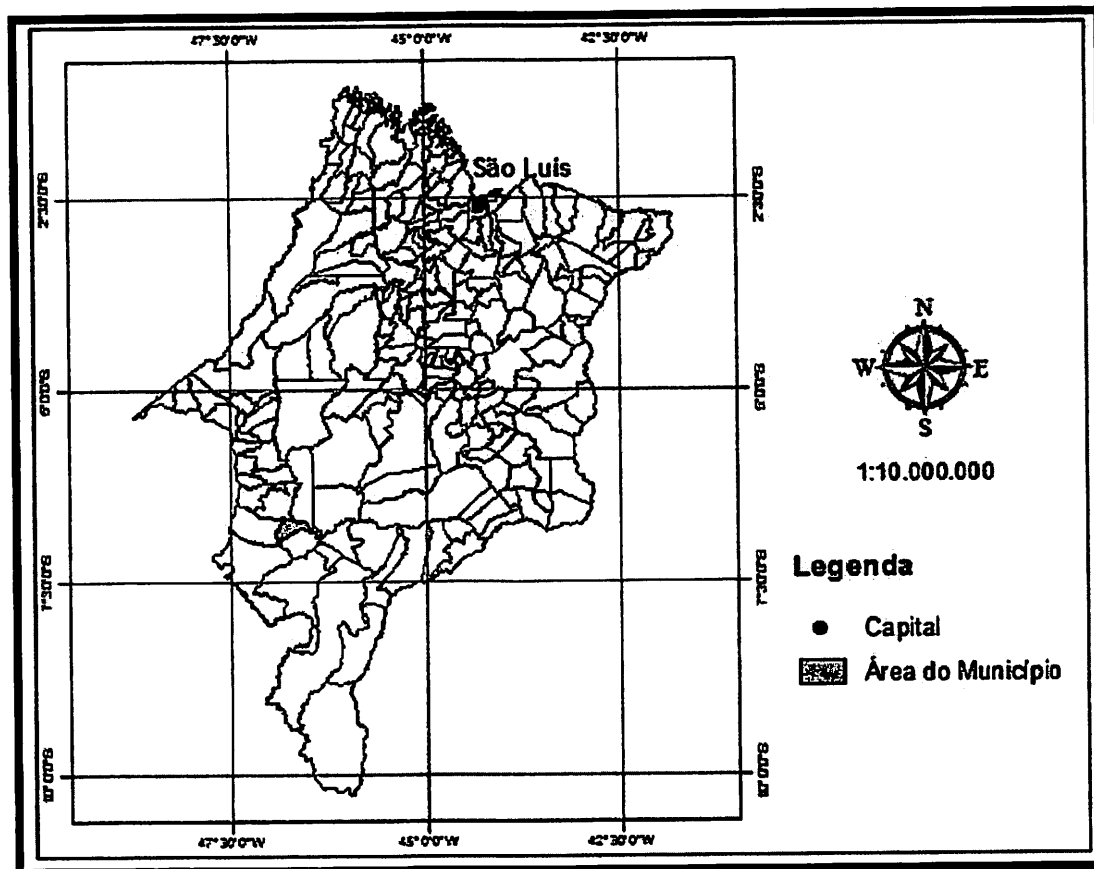 47°30'0"W 45°0'0"W 42°30'0"W
São Luis
2°30'0"S 2°30'0"S
N
W E
S
5°0'0"S 5°0'0"S
1:10.000.000
7°30'0"S 7°30'0"S
Legenda
Capital
Área do Município
10°0'0"S 10°0'0"S
47°30'0"W 45°0'0"W 42°30'0"W